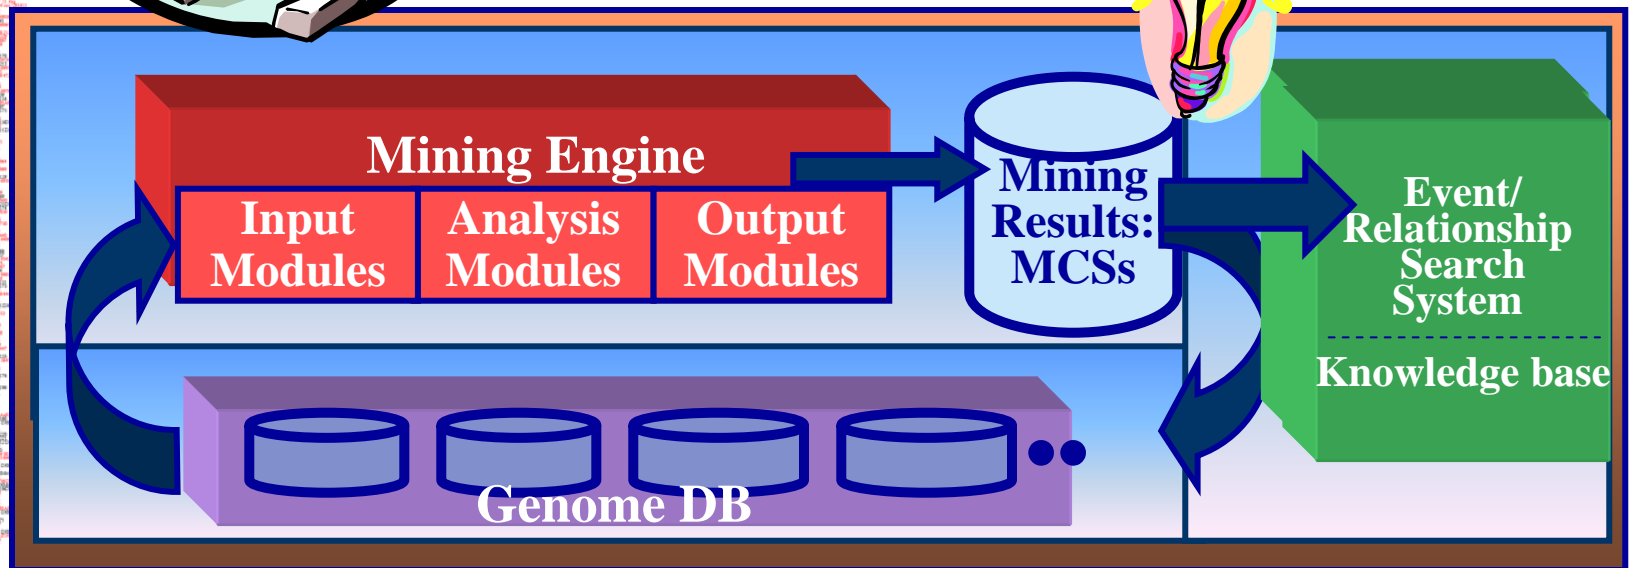 Mining Engine
Input
Modules
Analysis
Modules
Output
Modules
Mining
Results:
MCSs
Event/
Relationship
Search
System
Knowledge base
Genome DB